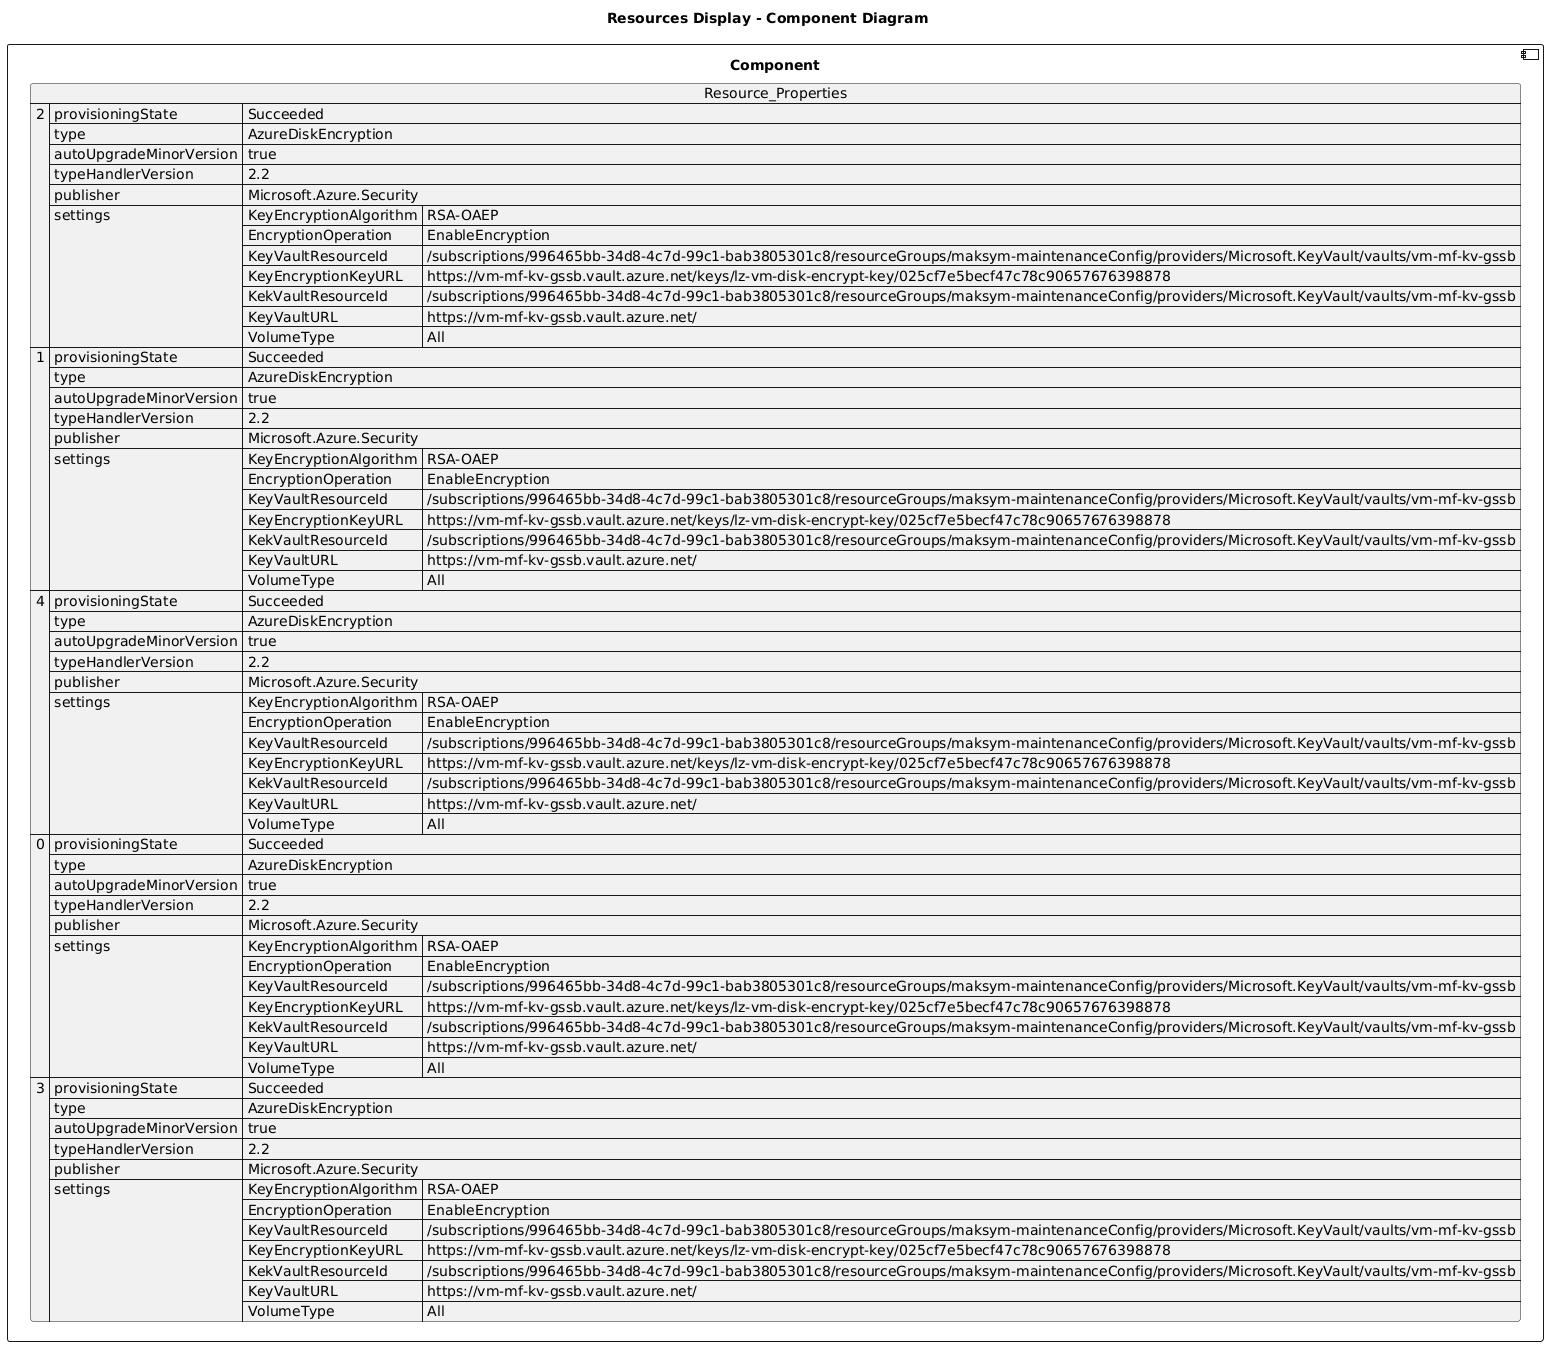 Resources Display - Component Diagram
Component
Resource_Properties
2 provisioningState Succeeded
type AzureDiskEncryption
autoUpgradeMinorVersion true
typeHandlerVersion 2.2
publisher Microsoft.Azure.Security
settings KeyEncryptionAlgorithm RSA-OAEP
EncryptionOperation EnableEncryption
KeyVaultResourceId /subscriptions/996465bb-34d8-4c7d-99c1-bab3805301c8/resourceGroups/maksym-maintenanceConfig/providers/Microsoft.KeyVault/vaults/vm-mf-kv-gssb
KeyEncryptionKeyURL https://vm-mf-kv-gssb.vault.azure.net/keys/lz-vm-disk-encrypt-key/025cf7e5becf47c78c90657676398878
KekVaultResourceId /subscriptions/996465bb-34d8-4c7d-99c1-bab3805301c8/resourceGroups/maksym-maintenanceConfig/providers/Microsoft.KeyVault/vaults/vm-mf-kv-gssb
KeyVaultURL https://vm-mf-kv-gssb.vault.azure.net/
VolumeType All
1 provisioningState Succeeded
type AzureDiskEncryption
autoUpgradeMinorVersion true
typeHandlerVersion 2.2
publisher Microsoft.Azure.Security
settings KeyEncryptionAlgorithm RSA-OAEP
EncryptionOperation EnableEncryption
KeyVaultResourceId /subscriptions/996465bb-34d8-4c7d-99c1-bab3805301c8/resourceGroups/maksym-maintenanceConfig/providers/Microsoft.KeyVault/vaults/vm-mf-kv-gssb
KeyEncryptionKeyURL https://vm-mf-kv-gssb.vault.azure.net/keys/lz-vm-disk-encrypt-key/025cf7e5becf47c78c90657676398878
KekVaultResourceId /subscriptions/996465bb-34d8-4c7d-99c1-bab3805301c8/resourceGroups/maksym-maintenanceConfig/providers/Microsoft.KeyVault/vaults/vm-mf-kv-gssb
KeyVaultURL https://vm-mf-kv-gssb.vault.azure.net/
VolumeType All
4 provisioningState Succeeded
type AzureDiskEncryption
autoUpgradeMinorVersion true
typeHandlerVersion 2.2
publisher Microsoft.Azure.Security
settings KeyEncryptionAlgorithm RSA-OAEP
EncryptionOperation EnableEncryption
KeyVaultResourceId /subscriptions/996465bb-34d8-4c7d-99c1-bab3805301c8/resourceGroups/maksym-maintenanceConfig/providers/Microsoft.KeyVault/vaults/vm-mf-kv-gssb
KeyEncryptionKeyURL https://vm-mf-kv-gssb.vault.azure.net/keys/lz-vm-disk-encrypt-key/025cf7e5becf47c78c90657676398878
KekVaultResourceId /subscriptions/996465bb-34d8-4c7d-99c1-bab3805301c8/resourceGroups/maksym-maintenanceConfig/providers/Microsoft.KeyVault/vaults/vm-mf-kv-gssb
KeyVaultURL https://vm-mf-kv-gssb.vault.azure.net/
VolumeType All
0 provisioningState Succeeded
type AzureDiskEncryption
autoUpgradeMinorVersion true
typeHandlerVersion 2.2
publisher Microsoft.Azure.Security
settings KeyEncryptionAlgorithm RSA-OAEP
EncryptionOperation EnableEncryption
KeyVaultResourceId /subscriptions/996465bb-34d8-4c7d-99c1-bab3805301c8/resourceGroups/maksym-maintenanceConfig/providers/Microsoft.KeyVault/vaults/vm-mf-kv-gssb
KeyEncryptionKeyURL https://vm-mf-kv-gssb.vault.azure.net/keys/lz-vm-disk-encrypt-key/025cf7e5becf47c78c90657676398878
KekVaultResourceId /subscriptions/996465bb-34d8-4c7d-99c1-bab3805301c8/resourceGroups/maksym-maintenanceConfig/providers/Microsoft.KeyVault/vaults/vm-mf-kv-gssb
KeyVaultURL https://vm-mf-kv-gssb.vault.azure.net/
VolumeType All
3 provisioningState Succeeded
type AzureDiskEncryption
autoUpgradeMinorVersion true
typeHandlerVersion 2.2
publisher Microsoft.Azure.Security
settings KeyEncryptionAlgorithm RSA-OAEP
EncryptionOperation EnableEncryption
KeyVaultResourceId /subscriptions/996465bb-34d8-4c7d-99c1-bab3805301c8/resourceGroups/maksym-maintenanceConfig/providers/Microsoft.KeyVault/vaults/vm-mf-kv-gssb
KeyEncryptionKeyURL https://vm-mf-kv-gssb.vault.azure.net/keys/lz-vm-disk-encrypt-key/025cf7e5becf47c78c90657676398878
KekVaultResourceId /subscriptions/996465bb-34d8-4c7d-99c1-bab3805301c8/resourceGroups/maksym-maintenanceConfig/providers/Microsoft.KeyVault/vaults/vm-mf-kv-gssb
KeyVaultURL https://vm-mf-kv-gssb.vault.azure.net/
VolumeType All